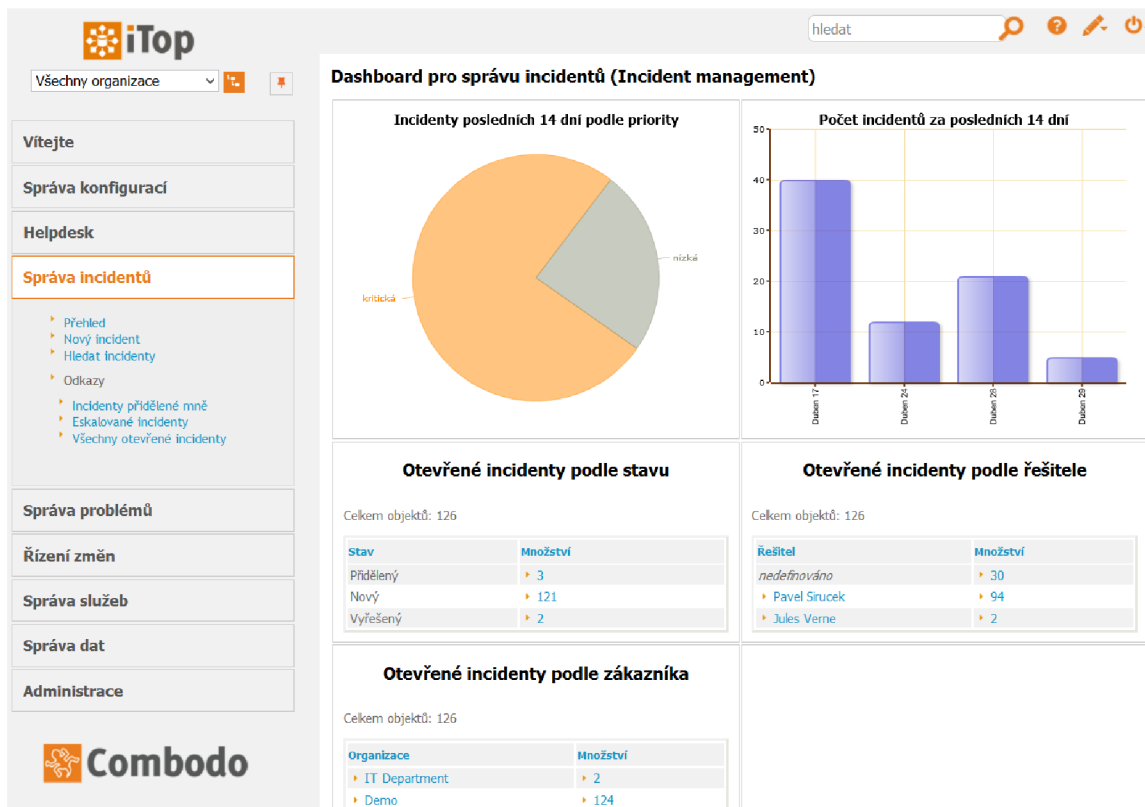 iTop
hledat
Všechny organizace
Vítejte
Správa konfigurací
Helpdesk
Správa incidentů
Přehled
Nový incident
Hledat incidenty
Odkazy
Incidenty přidělené mně
Eskalované incidenty
Všechny otevřené incidenty
Správa problémů
Řízení změn
Správa služeb
Správa dat
Administrace
Combodo
Dashboard pro správu incidentů (Incident management)
Incidenty posledních 14 dní podle priority
kritická
nízké
Počet incidentů za posledních 14 dní
50
40
30
20
10
0
Duben 17
Duben 24
Duben 28
Duben 29
Otevřené incidenty podle stavu
Celkem objektů: 126
Stav Množství
Přidělený 3
Nový 121
Vyřešený 2
Otevřené incidenty podle řešitele
Celkem objektů: 126
Řešitel Množství
nedefinováno 30
Pavel Sirucek 94
Jules Verne 2
Otevřené incidenty podle zákazníka
Celkem objektů: 126
Organizace Množství
IT Department 2
Demo 124